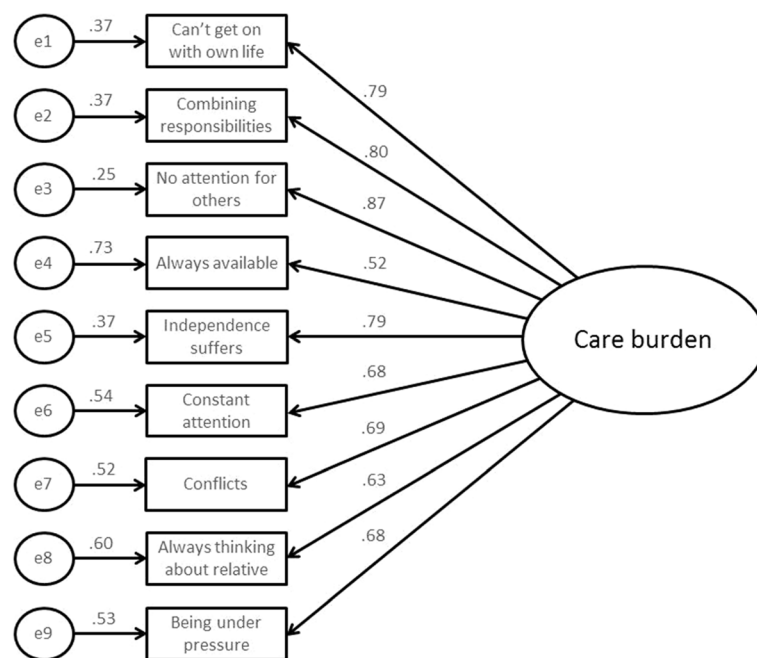 e1
.37
Can't get on
with own life
.79
e2
.37
Combining
responsibilities
.80
e3
.25
No attention for
others
.87
e4
.73
Always available
.52
e5
.37
Independence
suffers
.79
Care burden
e6
.54
Constant
attention
.68
e7
.52
Conflicts
.69
e8
.60
Always thinking
about relative
.63
e9
.53
Being under
pressure
.68